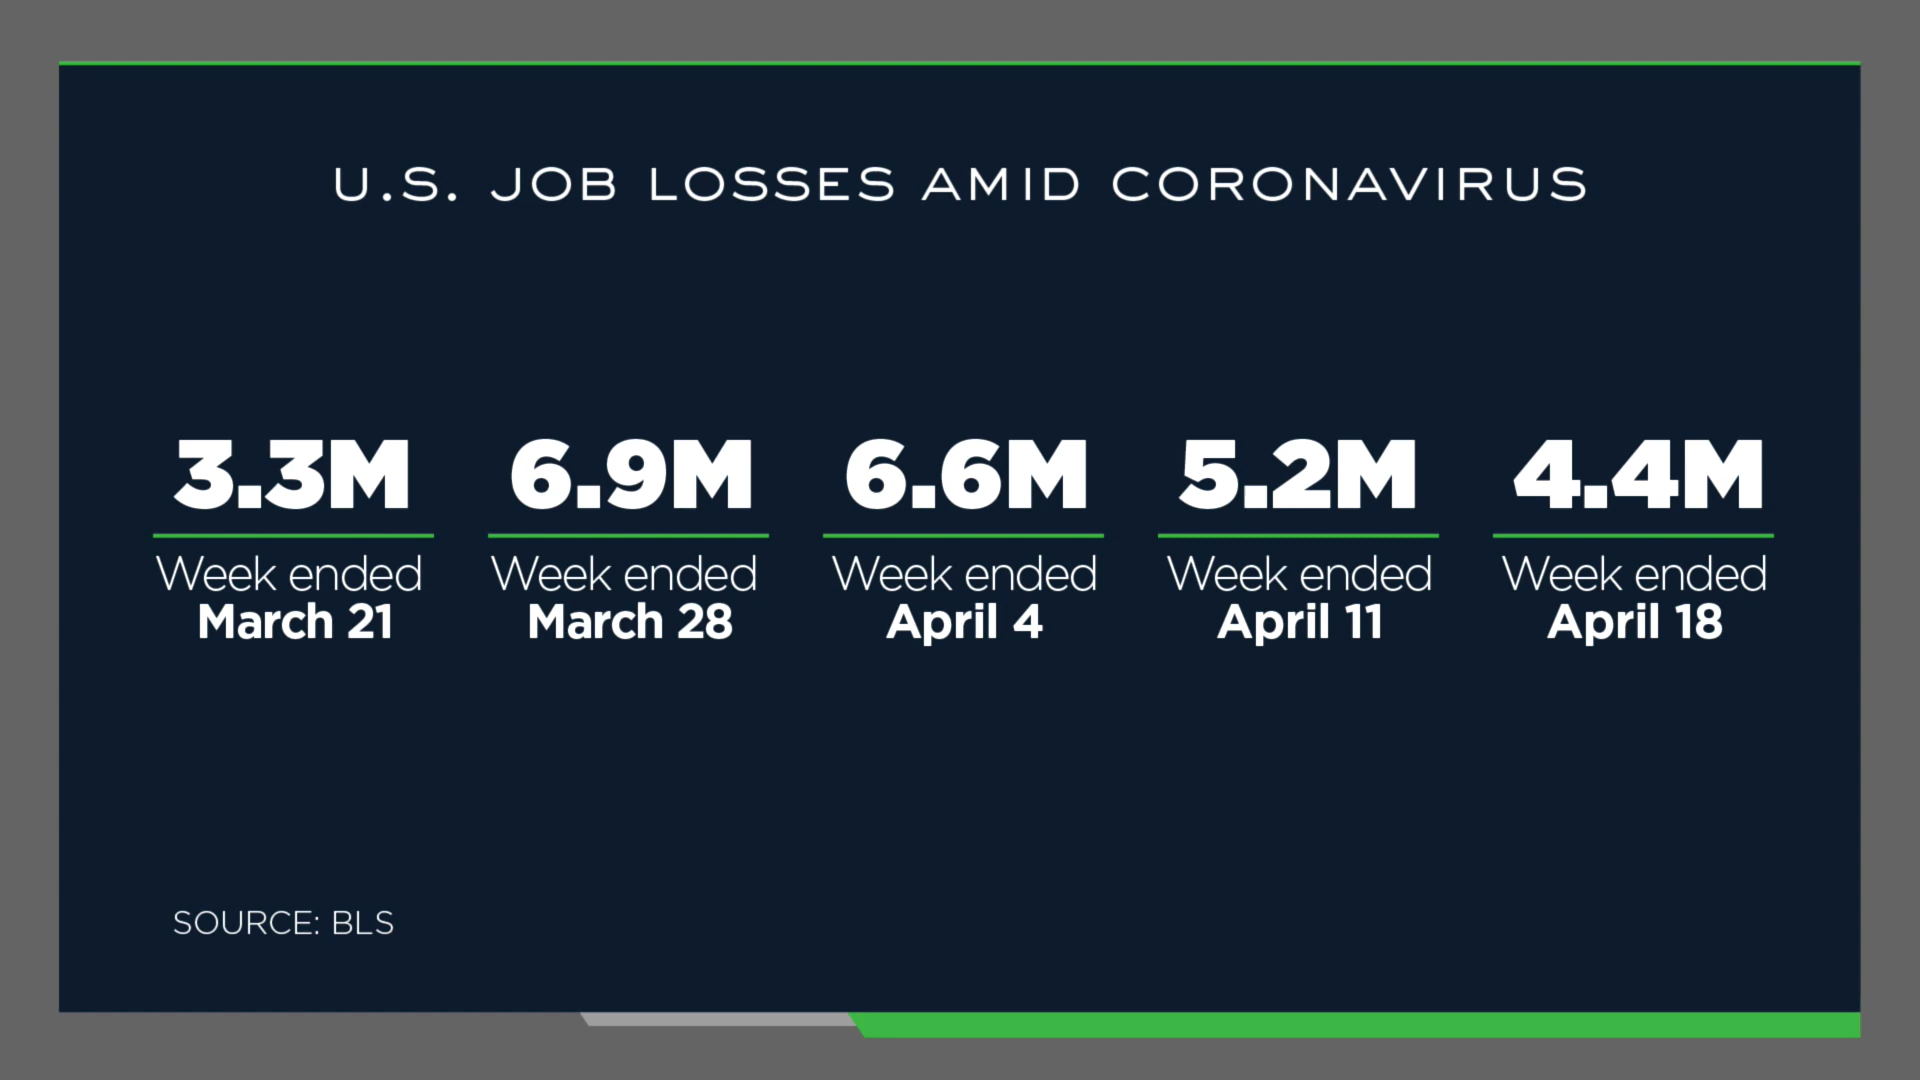 U.S. JOB LOSSES AMID CORONAVIRUS
3.3M
Week ended
March 21
6.9M
Week ended
March 28
6.6M
Week ended
April 4
5.2M
Week ended
April 11
4.4M
Week ended
April 18
SOURCE: BLS